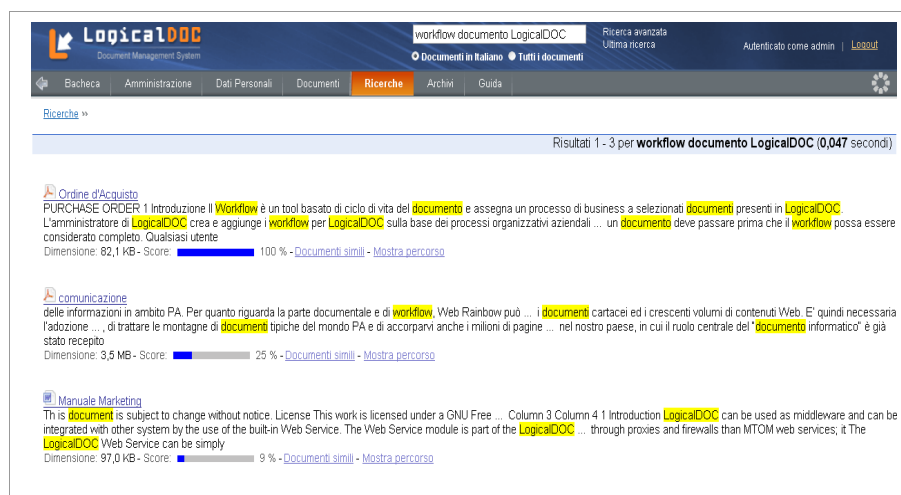 LogicalDOC
Document Management System
workflow documento LogicalDOC
Documenti in Italiano Tutti i documenti
Ricerca avanzata
Ultima ricerca
Autenticato come admin | Logout
Bacheca Amministrazione Dati Personali Documenti Ricerche Archivi Guida
Ricerche »
Risultati 1 - 3 per workflow documento LogicalDOC (0,047 secondi)
Ordine d'Acquisto
PURCHASE ORDER 1 Introduzione Il Workflow è un tool basato di ciclo di vita del documento e assegna un processo di business a selezionati documenti presenti in LogicalDOC.
L'amministratore di LogicalDOC crea e aggiunge i workflow per LogicalDOC sulla base dei processi organizzativi aziendali ... un documento deve passare prima che il workflow possa essere
considerato completo. Qualsiasi utente
Dimensione: 82,1 KB - Score: 100 % - Documenti simili - Mostra percorso
comunicazione
delle informazioni in ambito PA. Per quanto riguarda la parte documentale e di workflow, Web Rainbow può ... i documenti cartacei ed i crescenti volumi di contenuti Web. E' quindi necessaria
l'adozione ... , di trattare le montagne di documenti tipiche del mondo PA e di accorparvi anche i milioni di pagine ... nel nostro paese, in cui il ruolo centrale del "documento informatico" è già
stato recepito
Dimensione: 3,5 MB - Score: 25 % - Documenti simili - Mostra percorso
Manuale Marketing
Th is document is subject to change without notice. License This work is licensed under a GNU Free ... Column 3 Column 4 1 Introduction LogicalDOC can be used as middleware and can be
integrated with other system by the use of the built-in Web Service. The Web Service module is part of the LogicalDOC ... through proxies and firewalls than MTOM web services; it The
LogicalDOC Web Service can be simply
Dimensione: 97,0 KB - Score: 9 % - Documenti simili - Mostra percorso